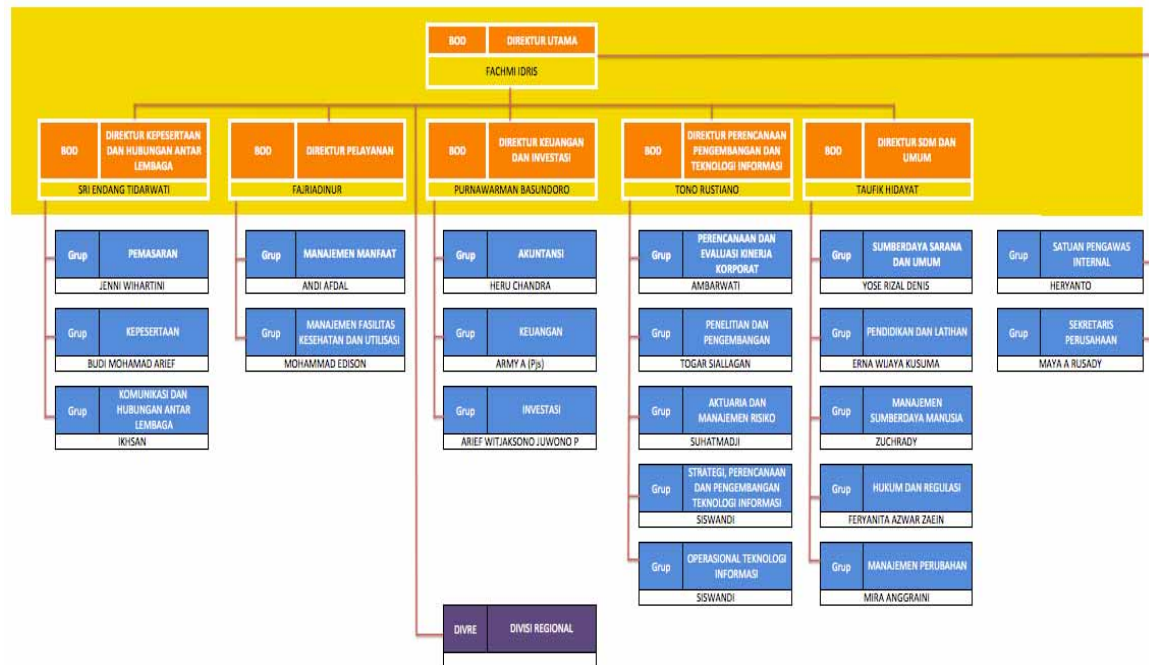 BOD
DIREKTUR UTAMA
FACHMI IDRIS
BOD
DIREKTUR KEPESERTAAN
DAN HUBUNGAN ANTAR
LEMBAGA
SRI ENDANG TIDARWATI
BOD
DIREKTUR PELAYANAN
FAJRIADINUR
BOD
DIREKTUR KEUANGAN
DAN INVESTASI
PURNAWARMAN BASUNDORO
BOD
DIREKTUR PERENCANAAN
PENGEMBANGAN DAN
TEKNOLOGI INFORMASI
TONO RUSTIANO
BOD
DIREKTUR SDM DAN
UMUM
TAUFIK HIDAYAT
Grup
PEMASARAN
JENNI WIHARTINI
Grup
KEPESERTAAN
BUDI MOHAMAD ARIEF
Grup
KOMUNIKASI DAN
HUBUNGAN ANTAR
LEMBAGA
IKHSAN
Grup
MANAJEMEN MANFAAT
ANDI AFDAL
Grup
MANAJEMEN FASILITAS
KESEHATAN DAN UTILISASI
MOHAMMAD EDISON
Grup
AKUNTANSI
HERU CHANDRA
Grup
KEUANGAN
ARMY A (Pjs)
Grup
INVESTASI
ARIEF WITJAKSONO JUWONO P
Grup
PERENCANAAN DAN
EVALUASI KINERJA
KORPORAT
AMBARWATI
Grup
PENELITIAN DAN
PENGEMBANGAN
TOGAR SIALLAGAN
Grup
AKTUARIA DAN
MANAJEMEN RISIKO
SUHATMADJI
Grup
STRATEGI, PERENCANAAN
DAN PENGEMBANGAN
TEKNOLOGI INFORMASI
SISWANDI
Grup
OPERASIONAL TEKNOLOGI
INFORMASI
SISWANDI
Grup
SUMBERDAYA SARANA
DAN UMUM
YOSE RIZAL DENIS
Grup
PENDIDIKAN DAN LATIHAN
ERNA WIJAYA KUSUMA
Grup
MANAJEMEN
SUMBERDAYA MANUSIA
ZUCHRADY
Grup
HUKUM DAN REGULASI
FERYANITA AZWAR ZAEIN
Grup
MANAJEMEN PERUBAHAN
MIRA ANGGRAINI
Grup
SATUAN PENGAWAS
INTERNAL
HERYANTO
Grup
SEKRETARIS
PERUSAHAAN
MAYA A RUSADY
DIVRE
DIVISI REGIONAL